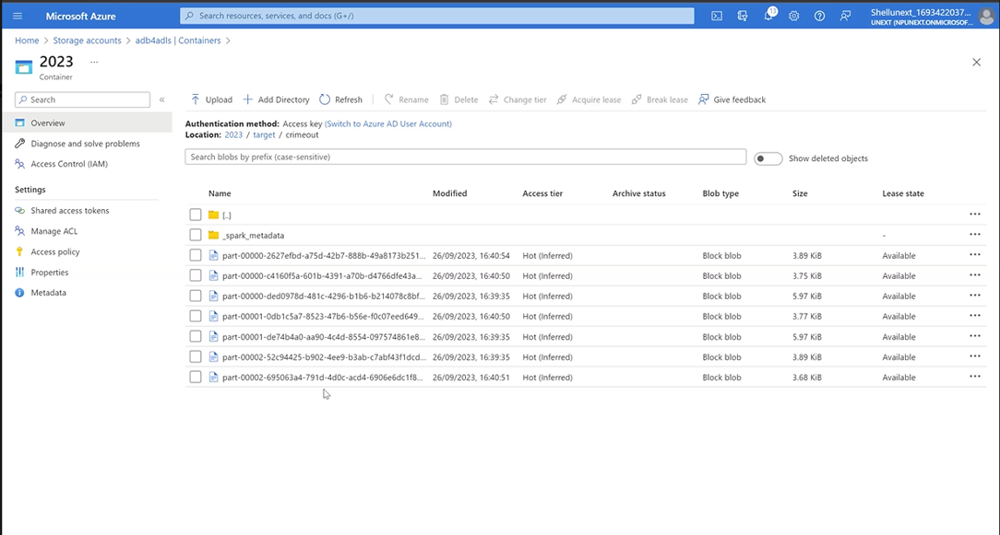 Microsoft Azure
Search resources, services, and docs (G+/)
13
Shellunext_1693422037...
UNEXT (NPUNEXT.ONMICROSOF...
Home > Storage accounts > adb4adls | Containers >
2023 ...
Container
Search
«
Overview
Diagnose and solve problems
Access Control (IAM)
Settings
Shared access tokens
Manage ACL
Access policy
Properties
Metadata
Upload Add Directory Refresh Rename Delete Change tier Acquire lease Break lease Give feedback
Authentication method: Access key (Switch to Azure AD User Account)
Location: 2023 / target / crimeout
Search blobs by prefix (case-sensitive)
Show deleted objects
Name Modified Access tier Archive status Blob type Size Lease state
[..] ...
_spark_metadata - ...
part-00000-2627efbd-a75d-42b7-888b-49a8173b251... 26/09/2023, 16:40:54 Hot (Inferred) Block blob 3.89 KiB Available ...
part-00000-c4160f5a-601b-4391-a70b-d4766dfe43a... 26/09/2023, 16:40:50 Hot (Inferred) Block blob 3.75 KiB Available ...
part-00000-ded0978d-481c-4296-b1b6-b214078c8bf... 26/09/2023, 16:39:35 Hot (Inferred) Block blob 5.97 KiB Available ...
part-00001-0db1c5a7-8523-47b6-b56e-f0c07eed649... 26/09/2023, 16:40:50 Hot (Inferred) Block blob 3.77 KiB Available ...
part-00001-de74b4a0-aa90-4c4d-8554-097574861e8... 26/09/2023, 16:39:35 Hot (Inferred) Block blob 5.97 KiB Available ...
part-00002-52c94425-b902-4ee9-b3ab-c7abf43f1dcd... 26/09/2023, 16:39:35 Hot (Inferred) Block blob 3.89 KiB Available ...
part-00002-695063a4-791d-4d0c-acd4-6906e6dc1f8... 26/09/2023, 16:40:51 Hot (Inferred) Block blob 3.68 KiB Available ...